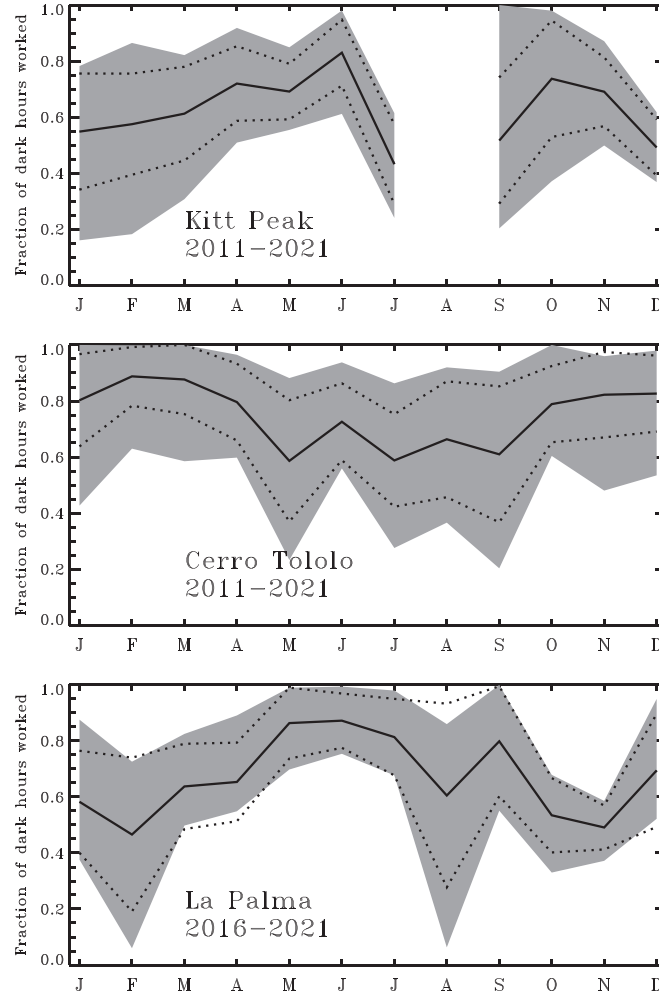 Fraction of dark hours worked
1.0
0.8
0.6
0.4
0.2
0.0
Kitt Peak
2011–2021
J F M A M J J A S O N D
Fraction of dark hours worked
1.0
0.8
0.6
0.4
0.2
0.0
Cerro Tololo
2011–2021
J F M A M J J A S O N D
Fraction of dark hours worked
1.0
0.8
0.6
0.4
0.2
0.0
La Palma
2016–2021
J F M A M J J A S O N D